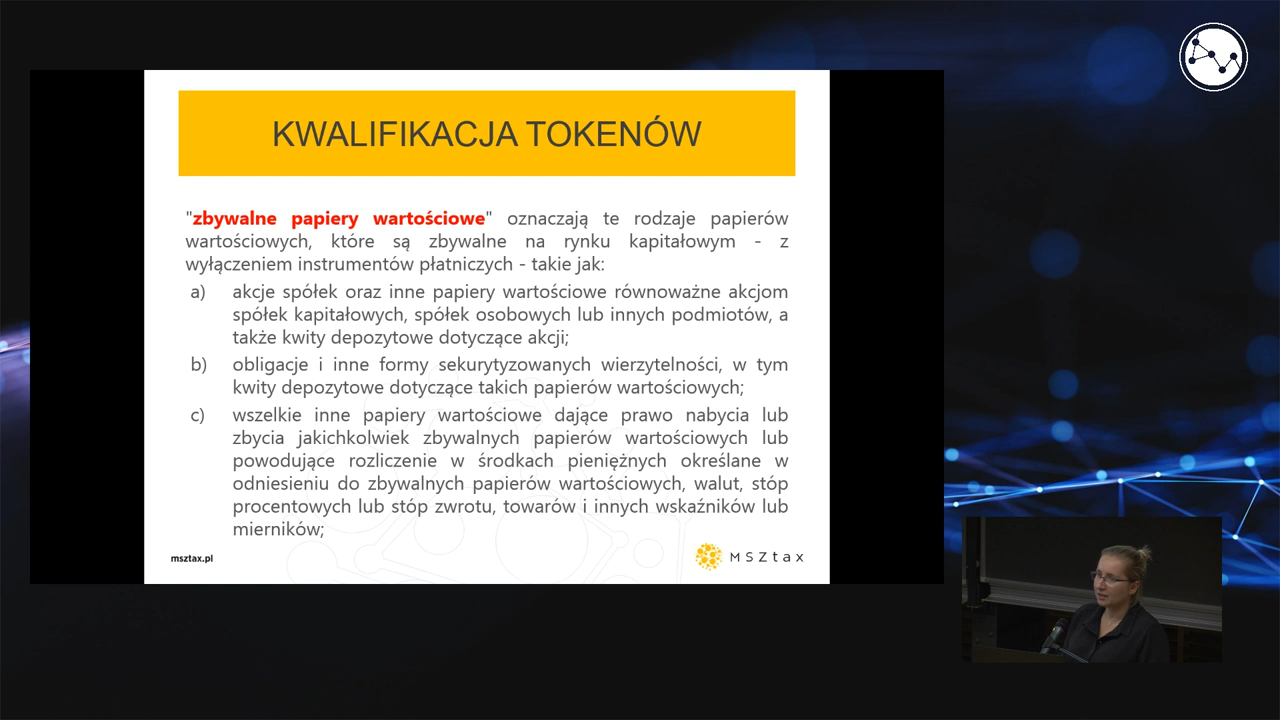 KWALIFIKACJA TOKENÓW
"zbywalne papiery wartościowe" oznaczają te rodzaje papierów
wartościowych, które są zbywalne na rynku kapitałowym - z
wyłączeniem instrumentów płatniczych - takie jak:
a) akcje spółek oraz inne papiery wartościowe równoważne akcjom
spółek kapitałowych, spółek osobowych lub innych podmiotów, a
także kwity depozytowe dotyczące akcji;
b) obligacje i inne formy sekurytyzowanych wierzytelności, w tym
kwity depozytowe dotyczące takich papierów wartościowych;
c) wszelkie inne papiery wartościowe dające prawo nabycia lub
zbycia jakichkolwiek zbywalnych papierów wartościowych lub
powodujące rozliczenie w środkach pieniężnych określane w
odniesieniu do zbywalnych papierów wartościowych, walut, stóp
procentowych lub stóp zwrotu, towarów i innych wskaźników lub
mierników;
msztax.pl
MSZtax